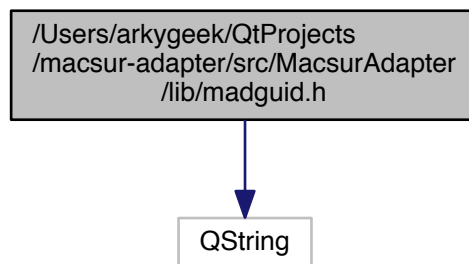 /Users/arkygeek/QtProjects
/macsur-adapter/src/MacsurAdapter
/lib/madguid.h
QString